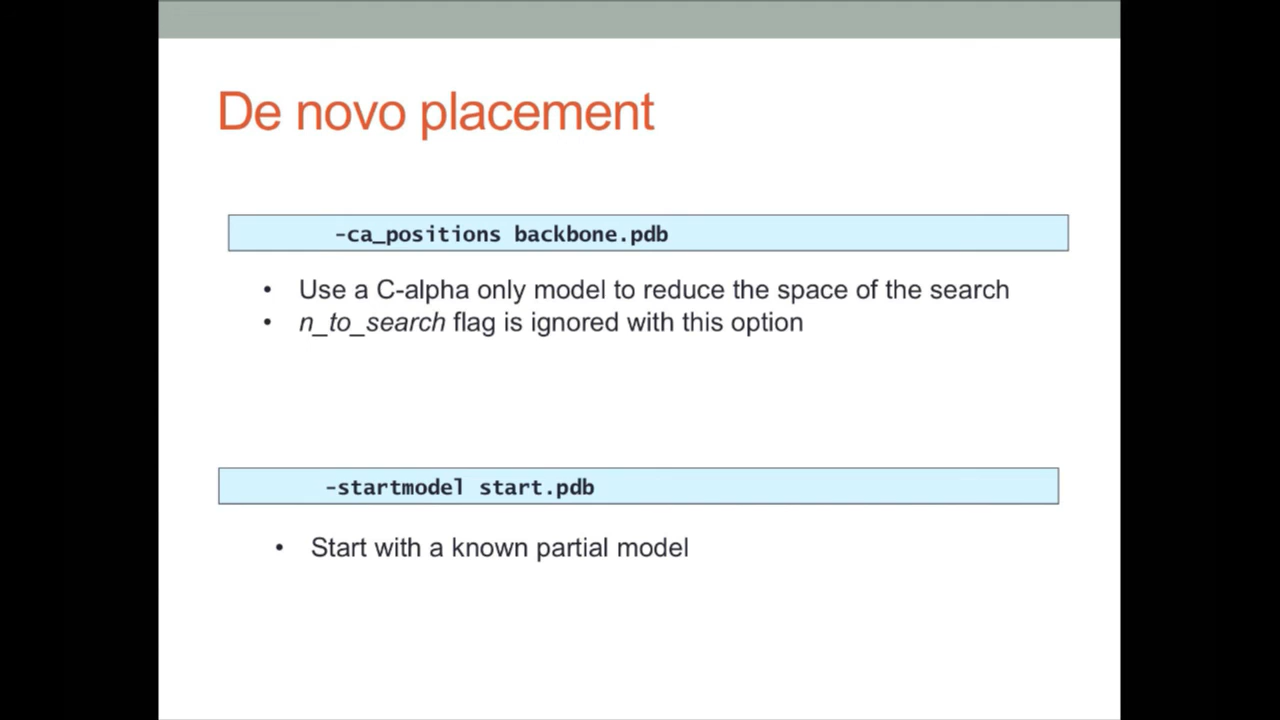 De novo placement
-ca_positions backbone.pdb
• Use a C-alpha only model to reduce the space of the search
• n_to_search flag is ignored with this option
-startmodel start.pdb
• Start with a known partial model